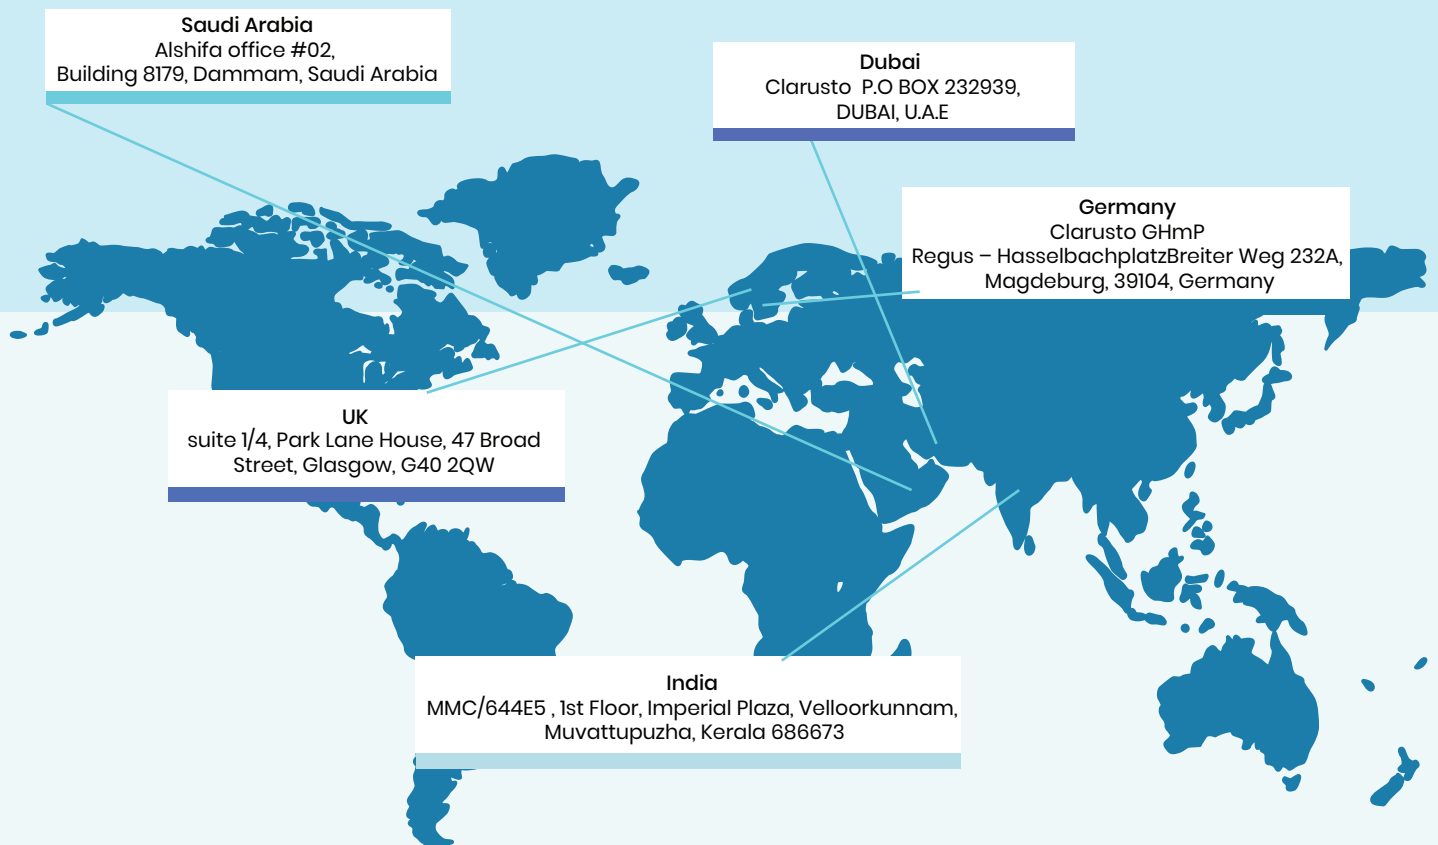 Saudi Arabia
Alshifa office #02,
Building 8179, Dammam, Saudi Arabia
Dubai
Clarusto P.O BOX 232939,
DUBAI, U.A.E
Germany
Clarusto GHmP
Regus – HasselbachplatzBreiter Weg 232A,
Magdeburg, 39104, Germany
UK
suite 1/4, Park Lane House, 47 Broad
Street, Glasgow, G40 2QW
India
MMC/644E5 , 1st Floor, Imperial Plaza, Velloorkunnam,
Muvattupuzha, Kerala 686673